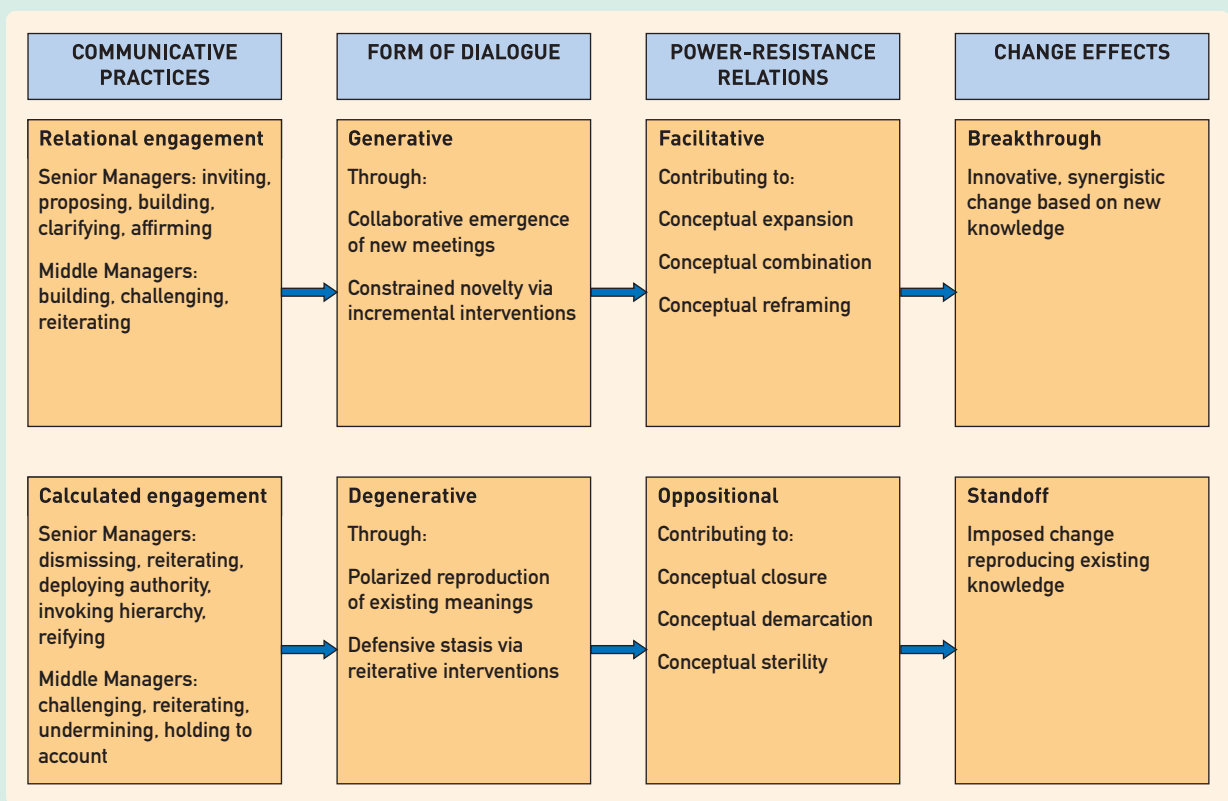 COMMUNICATIVE
PRACTICES
FORM OF DIALOGUE
POWER-RESISTANCE
RELATIONS
CHANGE EFFECTS
Relational engagement
Senior Managers: inviting,
proposing, building,
clarifying, affirming
Middle Managers:
building, challenging,
reiterating
Generative
Through:
Collaborative emergence
of new meetings
Constrained novelty via
incremental interventions
Facilitative
Contributing to:
Conceptual expansion
Conceptual combination
Conceptual reframing
Breakthrough
Innovative, synergistic
change based on new
knowledge
Calculated engagement
Senior Managers:
dismissing, reiterating,
deploying authority,
invoking hierarchy,
reifying
Middle Managers:
challenging, reiterating,
undermining, holding to
account
Degenerative
Through:
Polarized reproduction
of existing meanings
Defensive stasis via
reiterative interventions
Oppositional
Contributing to:
Conceptual closure
Conceptual demarcation
Conceptual sterility
Standoff
Imposed change
reproducing existing
knowledge